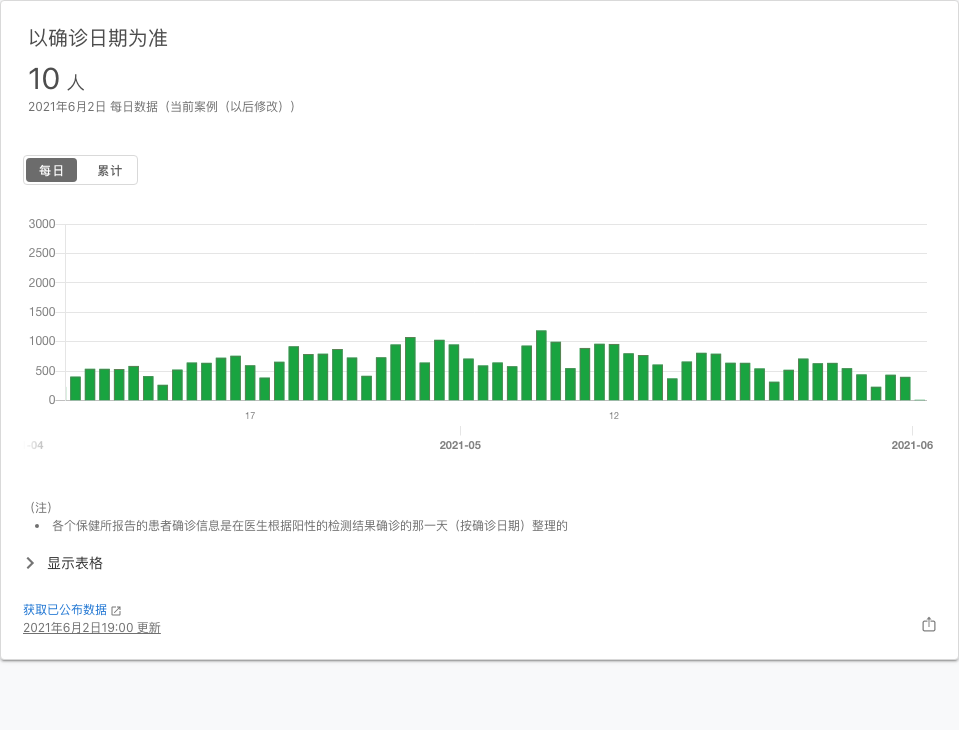 以确诊日期为准
10 人
2021年6月2日 每日数据（当前案例（以后修改））
每日 累计
3000
2500
2000
1500
1000
500
0
17 12
-04 2021-05 2021-06
（注）
• 各个保健所报告的患者确诊信息是在医生根据阳性的检测结果确诊的那一天（按确诊日期）整理的
显示表格
获取已公布数据
2021年6月2日19:00 更新